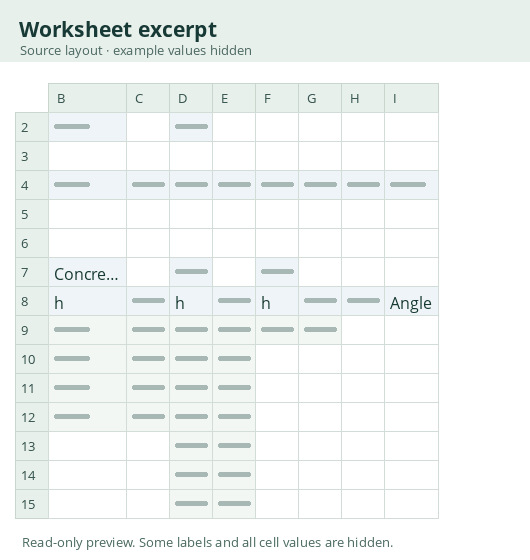 Worksheet excerpt
Source layout · example values hidden
B C D E F G H I
2
3
4
5
6
7 Concre...
8 h h h Angle
9
10
11
12
13
14
15
Read-only preview. Some labels and all cell values are hidden.